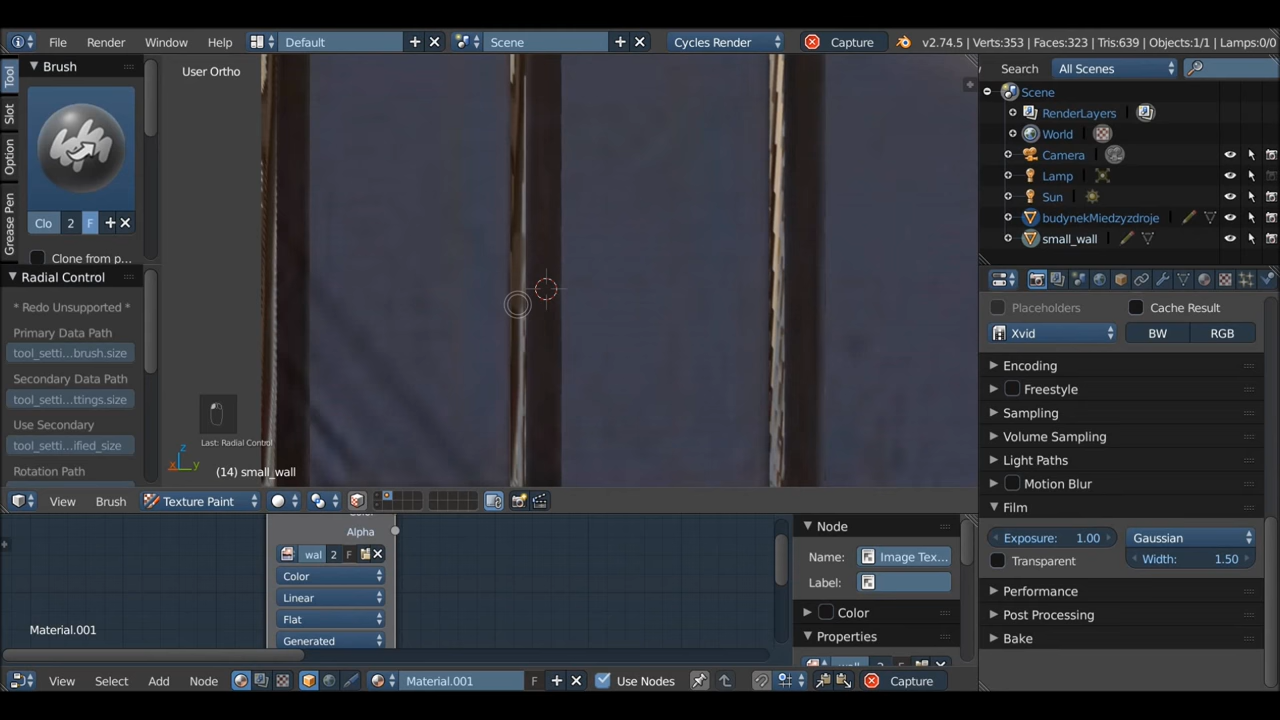 File Render Window Help Default Scene Cycles Render Capture v2.74.5 | Verts:353 | Faces:323 | Tris:639 | Objects:1/1 | Lamps:0/0
Brush
User Ortho
Search All Scenes
Scene
RenderLayers
World
Camera
Lamp
Sun
budynekMiedzyzdroje
small_wall
Tool
Slot
Option
Grease Pen
Clo 2 F
Clone from p...
Radial Control
* Redo Unsupported *
Primary Data Path
tool_setti...brush.size
Secondary Data Path
tool_setti...ttings.size
Use Secondary
tool_setti...ified_size
Rotation Path
Last: Radial Control
z
x y
(14) small_wall
Placeholders Cache Result
Xvid BW RGB
Encoding
Freestyle
Sampling
Volume Sampling
Light Paths
Motion Blur
Film
Exposure: 1.00 Gaussian
Transparent Width: 1.50
Performance
Post Processing
Bake
View Brush Texture Paint
Alpha
wal 2 F
Color
Linear
Flat
Generated
Material.001
Node
Name: Image Tex...
Label:
Color
Properties
View Select Add Node Material.001 F Use Nodes Capture